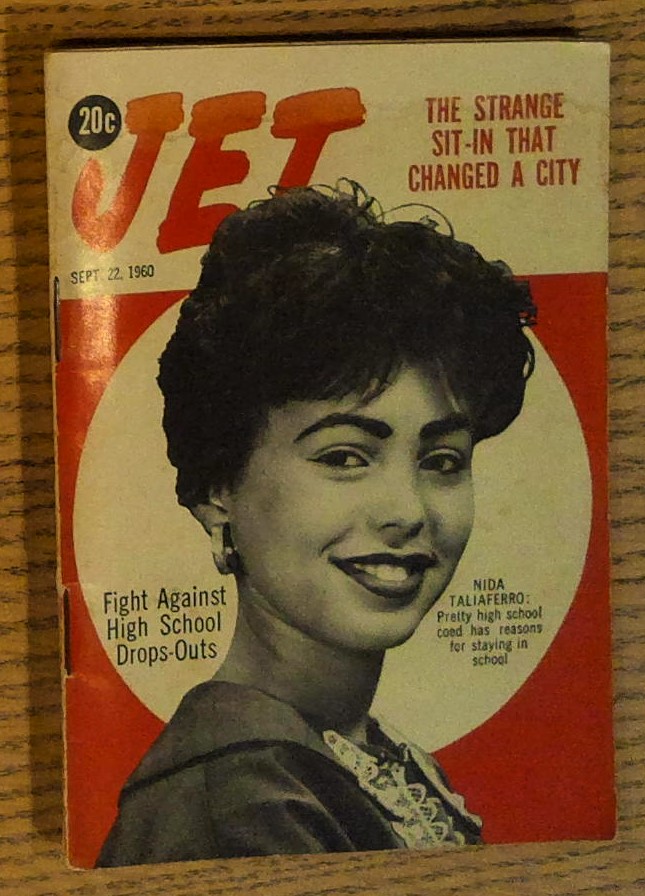 20c
JET
THE STRANGE
SIT-IN THAT
CHANGED A CITY
SEPT. 22, 1960
Fight Against
High School
Drops-Outs
NIDA
TALIAFERRO:
Pretty high school
coed has reasons
for staying in
school